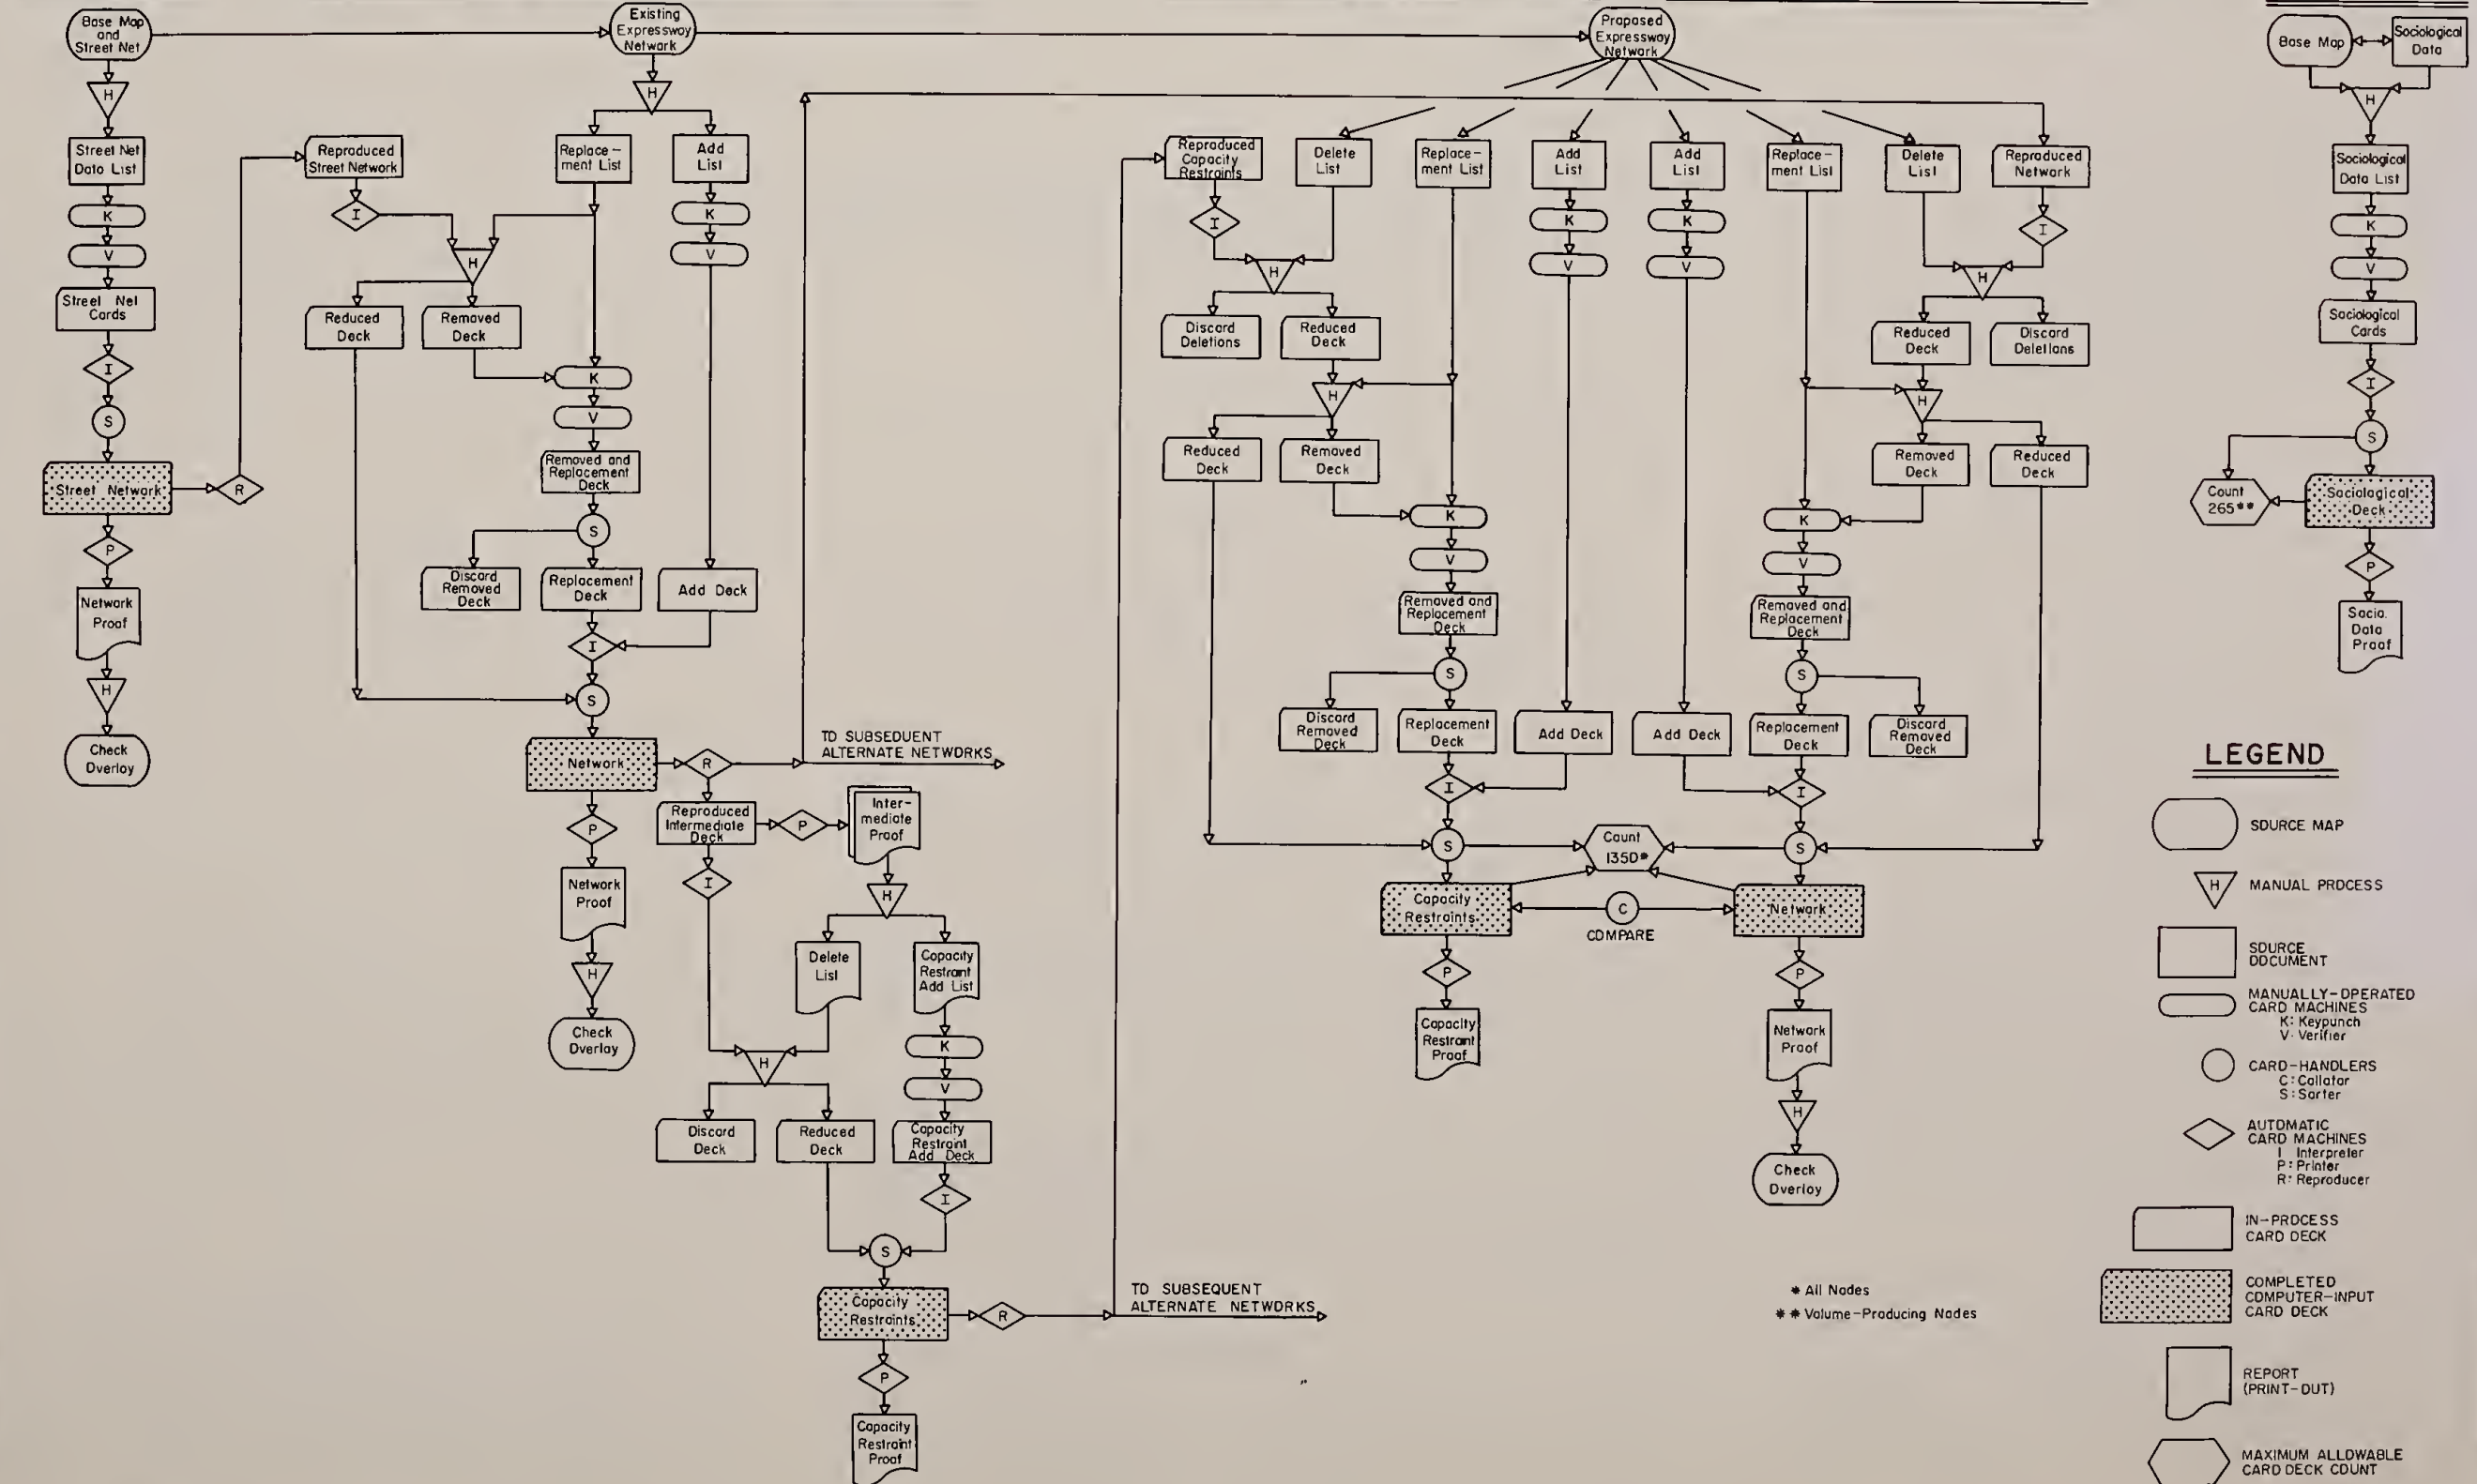 Base Map
and
Street Net
H
Street Net
Data List
K
V
Street Net
Cards
I
S
Street Network
R
P
Network
Proof
H
Check
Overlay
Existing
Expressway
Network
H
Reproduced
Street Network
I
Replace-
ment List
Add
List
K
V
H
Reduced
Deck
Removed
Deck
K
V
Removed and
Replacement
Deck
S
Discard
Removed
Deck
Replacement
Deck
Add Deck
I
S
Network
R
TO SUBSEQUENT
ALTERNATE NETWORKS
P
Network
Proof
H
Check
Overlay
Reproduced
Intermediate
Deck
P
Inter-
mediate
Proof
I
H
Delete
List
Capacity
Restraint
Add List
K
V
H
Discard
Deck
Reduced
Deck
Capacity
Restraint
Add Deck
I
S
Capacity
Restraints
R
TO SUBSEQUENT
ALTERNATE NETWORKS
P
Capacity
Restraint
Proof
Proposed
Expressway
Network
Reproduced
Capacity
Restraints
Delete
List
Replace-
ment List
Add
List
Add
List
Replace-
ment List
Delete
List
Reproduced
Network
I
K
V
K
V
I
H
Discard
Deletions
Reduced
Deck
H
Reduced
Deck
Removed
Deck
K
V
Removed and
Replacement
Deck
S
Discard
Removed
Deck
Replacement
Deck
Add Deck
I
S
H
Reduced
Deck
Discard
Deletions
H
Removed
Deck
Reduced
Deck
K
V
Removed and
Replacement
Deck
S
Add Deck
Replacement
Deck
Discard
Removed
Deck
I
S
Count
1350*
Capacity
Restraints
C
COMPARE
Network
P
Capacity
Restraint
Proof
P
Network
Proof
H
Check
Overlay
* All Nodes
** Volume-Producing Nodes
Base Map
Sociological
Data
H
Sociological
Data List
K
V
Sociological
Cards
I
S
Count
265**
Sociological
Deck
P
Socio.
Data
Proof
LEGEND
SOURCE MAP
H
MANUAL PROCESS
SOURCE
DOCUMENT
MANUALLY-OPERATED
CARD MACHINES
K: Keypunch
V: Verifier
CARD-HANDLERS
C: Collator
S: Sorter
AUTOMATIC
CARD MACHINES
I Interpreter
P: Printer
R: Reproducer
IN-PROCESS
CARD DECK
COMPLETED
COMPUTER-INPUT
CARD DECK
REPORT
(PRINT-OUT)
MAXIMUM ALLOWABLE
CARD DECK COUNT